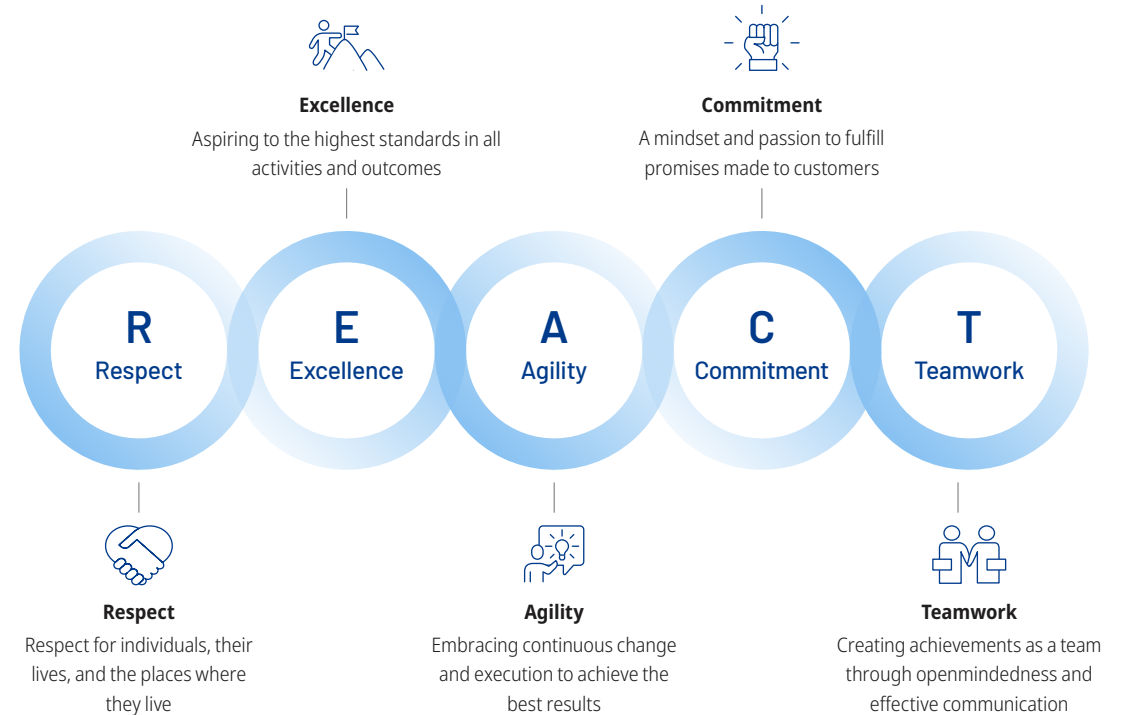 Excellence
Aspiring to the highest standards in all
activities and outcomes
Commitment
A mindset and passion to fulfill
promises made to customers
R
Respect
E
Excellence
A
Agility
C
Commitment
T
Teamwork
Respect
Respect for individuals, their
lives, and the places where
they live
Agility
Embracing continuous change
and execution to achieve the
best results
Teamwork
Creating achievements as a team
through openmindedness and
effective communication